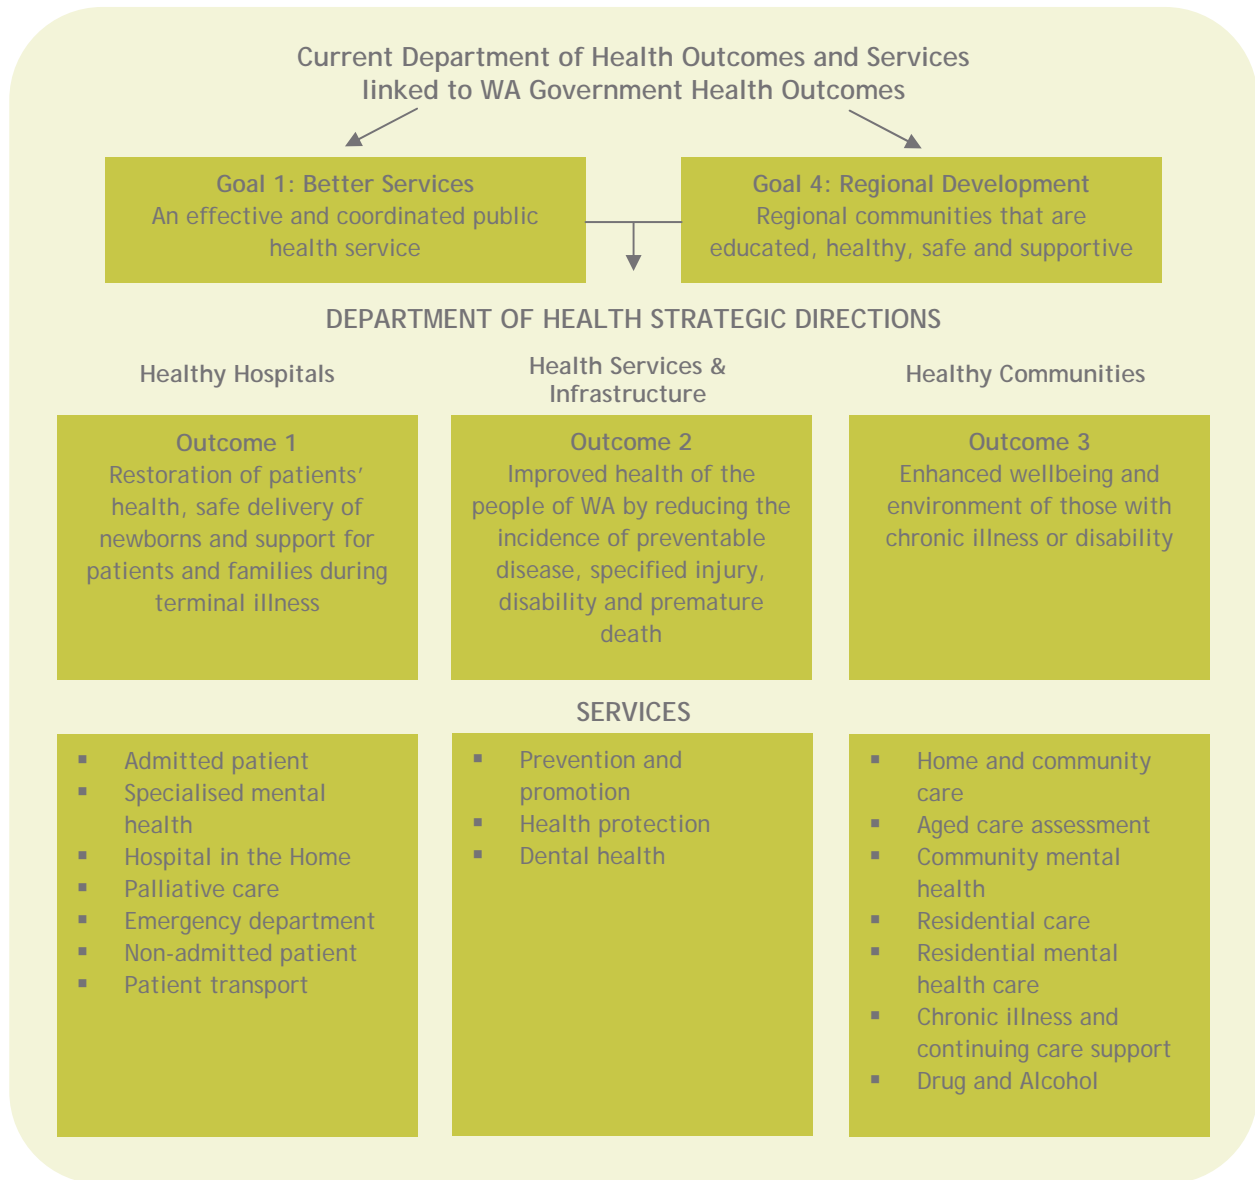 Current Department of Health Outcomes and Services
linked to WA Government Health Outcomes
Goal 1: Better Services
An effective and coordinated public
health service
Goal 4: Regional Development
Regional communities that are
educated, healthy, safe and supportive
DEPARTMENT OF HEALTH STRATEGIC DIRECTIONS
Healthy Hospitals
Health Services &
Infrastructure
Healthy Communities
Outcome 1
Restoration of patients’
health, safe delivery of
newborns and support for
patients and families during
terminal illness
Outcome 2
Improved health of the
people of WA by reducing the
incidence of preventable
disease, specified injury,
disability and premature
death
Outcome 3
Enhanced wellbeing and
environment of those with
chronic illness or disability
SERVICES
▪ Admitted patient
▪ Specialised mental
health
▪ Hospital in the Home
▪ Palliative care
▪ Emergency department
▪ Non-admitted patient
▪ Patient transport
▪ Prevention and
promotion
▪ Health protection
▪ Dental health
▪ Home and community
care
▪ Aged care assessment
▪ Community mental
health
▪ Residential care
▪ Residential mental
health care
▪ Chronic illness and
continuing care support
▪ Drug and Alcohol